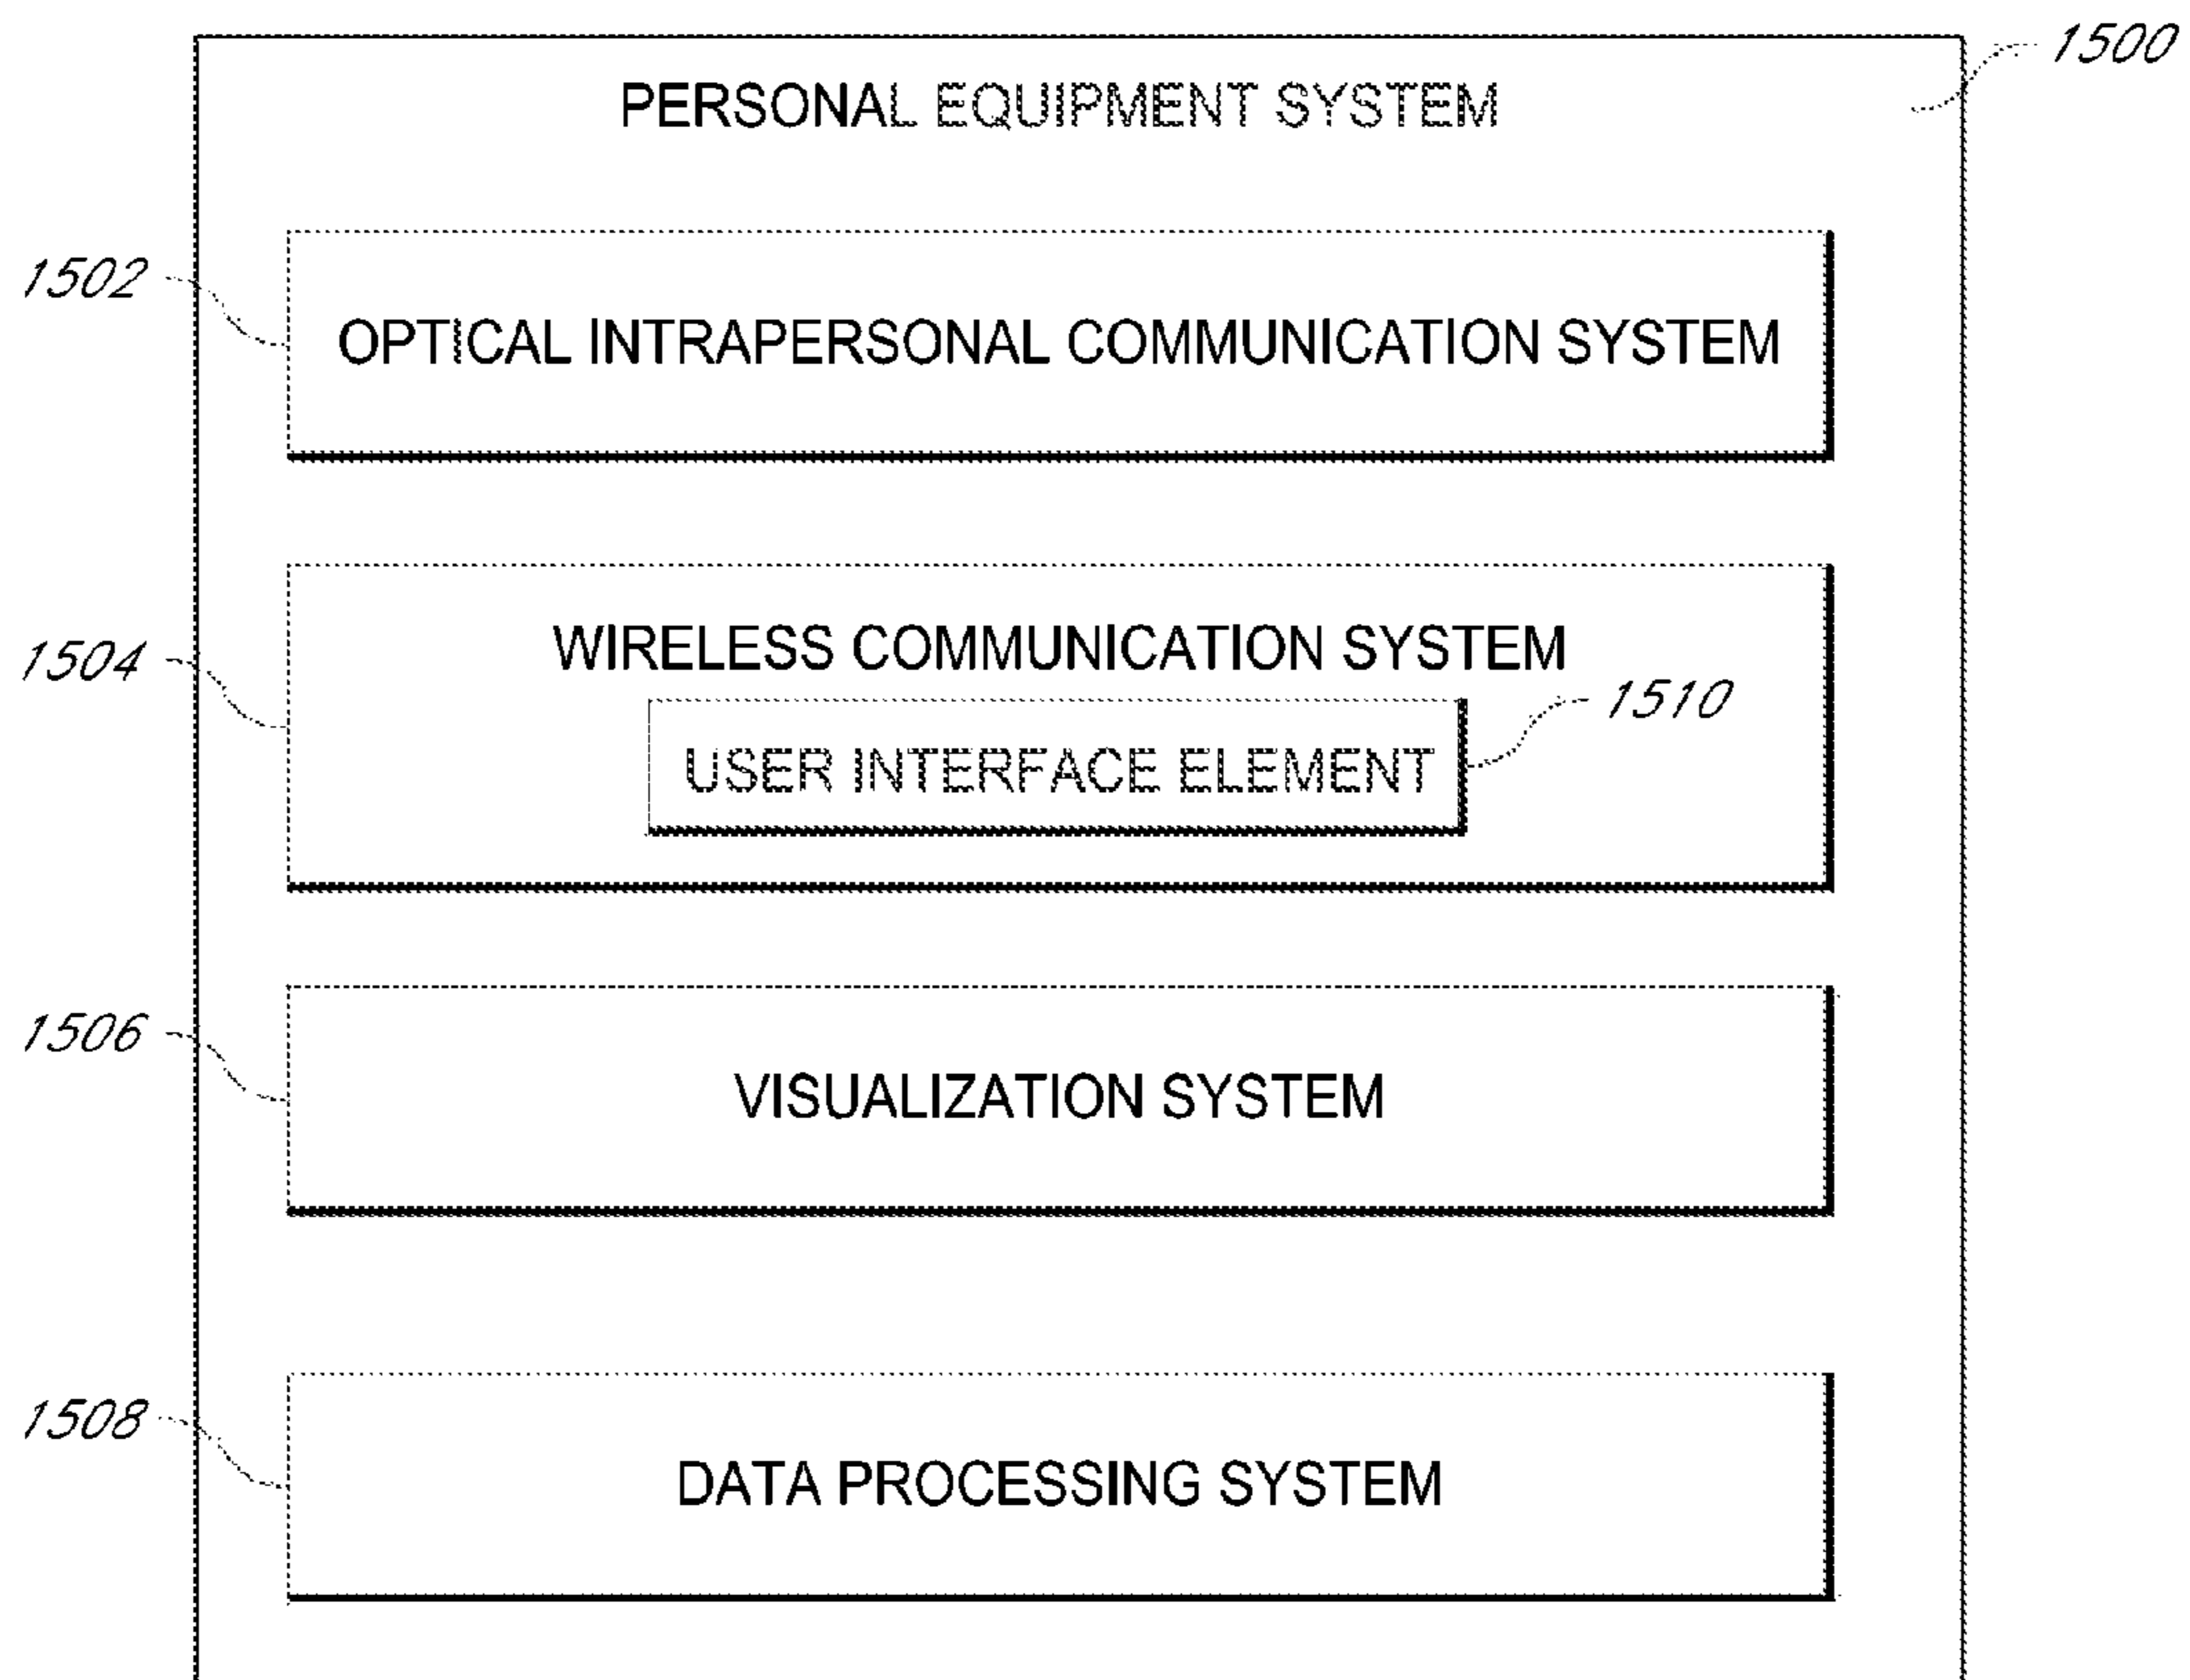 1500
PERSONAL EQUIPMENT SYSTEM
1502
OPTICAL INTRAPERSONAL COMMUNICATION SYSTEM
1504
WIRELESS COMMUNICATION SYSTEM
1510
USER INTERFACE ELEMENT
1506
VISUALIZATION SYSTEM
1508
DATA PROCESSING SYSTEM